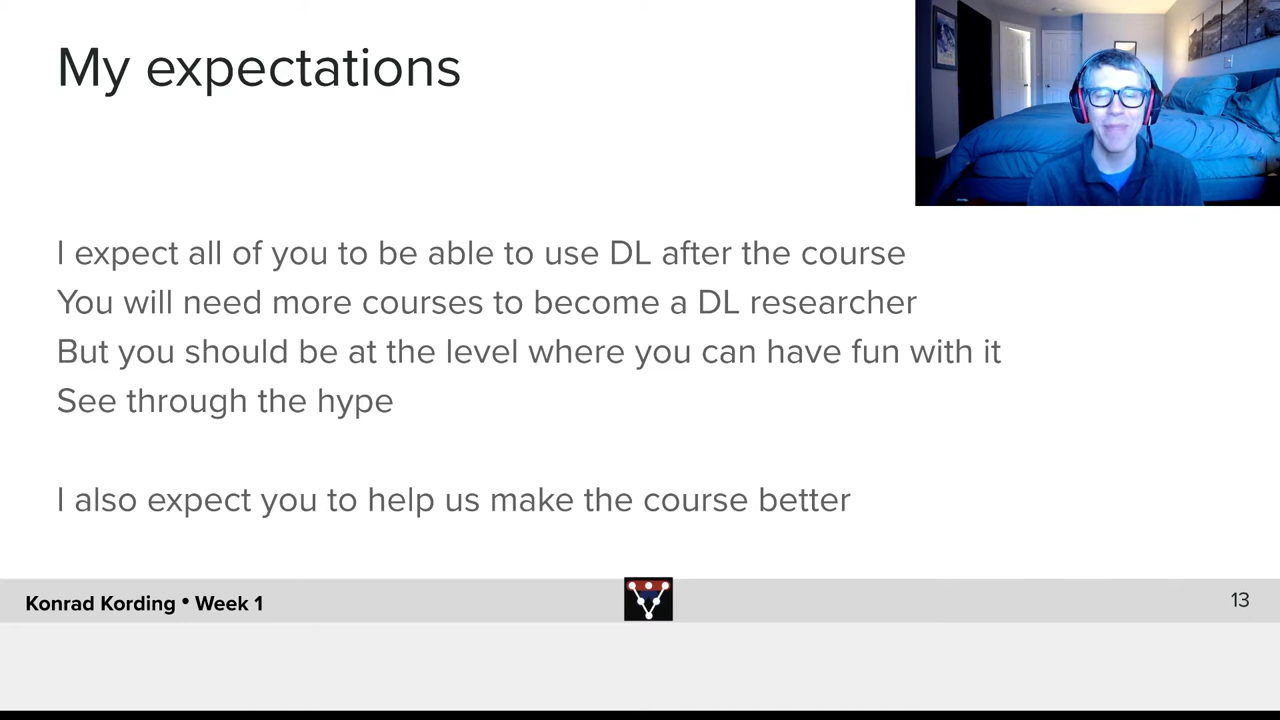 My expectations
I expect all of you to be able to use DL after the course
You will need more courses to become a DL researcher
But you should be at the level where you can have fun with it
See through the hype
I also expect you to help us make the course better
Konrad Kording • Week 1
13